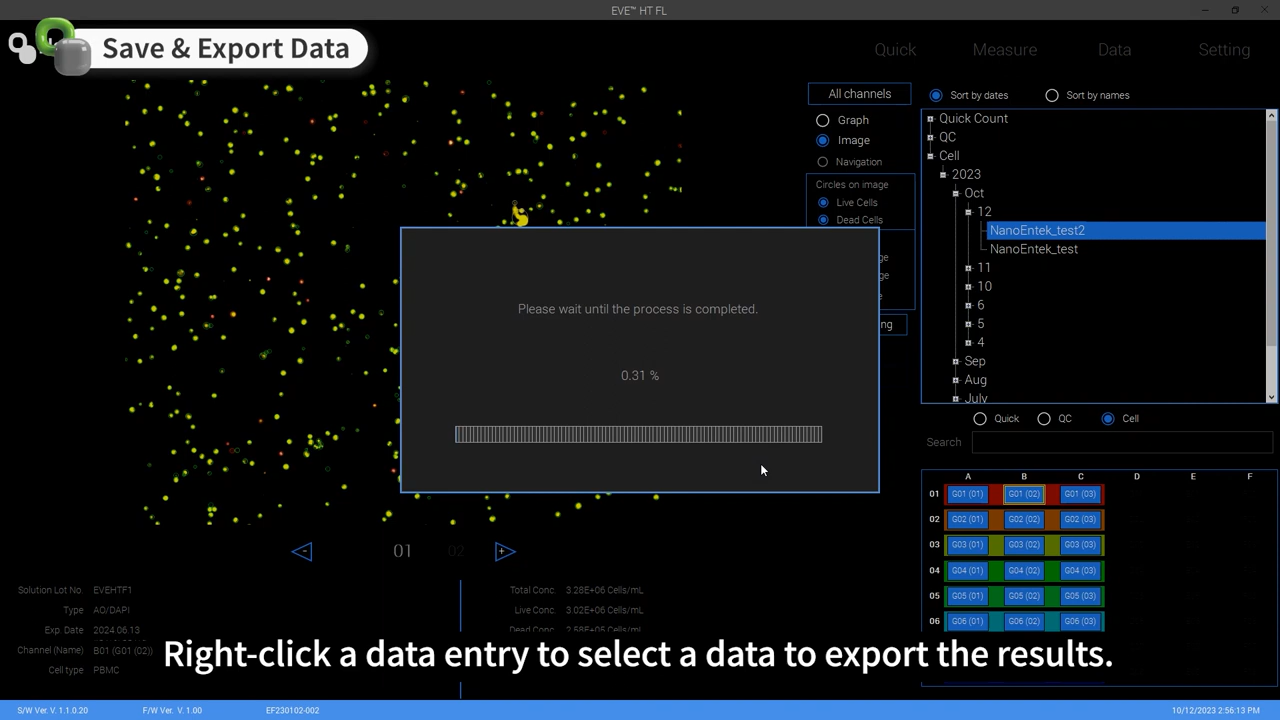 EVE™ HT FL
Save & Export Data
Quick
Measure
Data
Setting
All channels
Graph
Image
Navigation
Circles on image
Live Cells
Dead Cells
Sort by dates
Sort by names
Quick Count
QC
Cell
2023
Oct
12
NanoEntek_test2
NanoEntek_test
11
10
6
5
4
Sep
Aug
July
Please wait until the process is completed.
0.31 %
Quick
QC
Cell
Search
A B C D E F
01 G01 (01) G01 (02) G01 (03)
02 G02 (01) G02 (02) G02 (03)
03 G03 (01) G03 (02) G03 (03)
04 G04 (01) G04 (02) G04 (03)
05 G05 (01) G05 (02) G05 (03)
06 G06 (01) G06 (02) G06 (03)
- 01 02 +
Solution Lot No. EVEHTF1
Type AO/DAPI
Exp. Date 2024.06.13
Channel (Name) B01 (G01 (02))
Cell type PBMC
Total Conc. 3.28E+06 Cells/mL
Live Conc. 3.02E+06 Cells/mL
Dead Conc. 2.58E+05 Cells/mL
Right-click a data entry to select a data to export the results.
S/W Ver. V. 1.1.0.20
F/W Ver. V. 1.00
EF230102-002
10/12/2023 2:56:13 PM